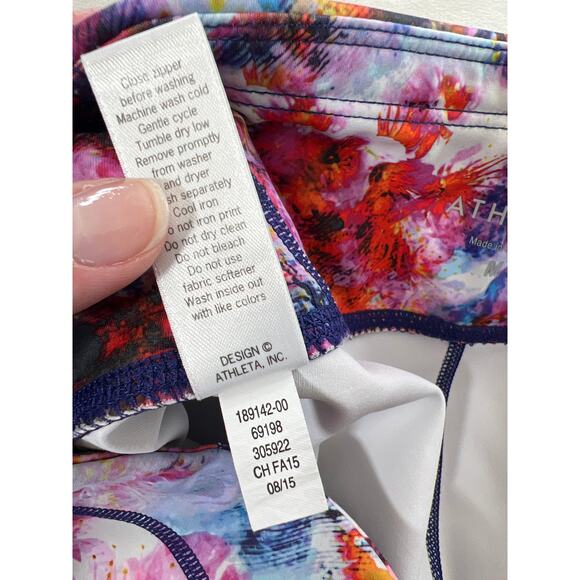 Close zipper
before washing
Machine wash cold
Gentle cycle
Tumble dry low
Remove promptly
from washer
and dryer
separately
Cool iron
Do not iron print
Do not dry clean
Do not bleach
Do not use
fabric softener
Wash inside out
with like colors
DESIGN ©
ATHLETA, INC.
189142-00
69198
305922
CH FA15
08/15
ATH
Made in
M